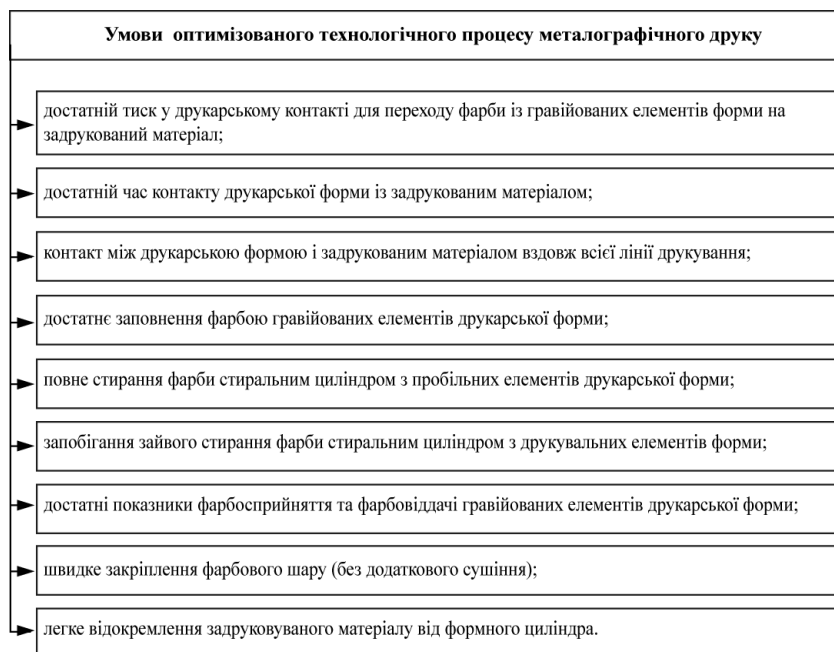 Умови оптимізованого технологічного процесу металографічного друку
достатній тиск у друкарському контакті для переходу фарби із гравійованих елементів форми на
задрукований матеріал;
достатній час контакту друкарської форми із задрукованим матеріалом;
контакт між друкарською формою і задрукованим матеріалом вздовж всієї лінії друкування;
достатнє заповнення фарбою гравійованих елементів друкарської форми;
повне стирання фарби стиральним циліндром з пробільних елементів друкарської форми;
запобігання зайвого стирання фарби стиральним циліндром з друкувальних елементів форми;
достатні показники фарбосприйняття та фарбовіддачі гравійованих елементів друкарської форми;
швидке закріплення фарбового шару (без додаткового сушіння);
легке відокремлення задруковуваного матеріалу від формного циліндра.